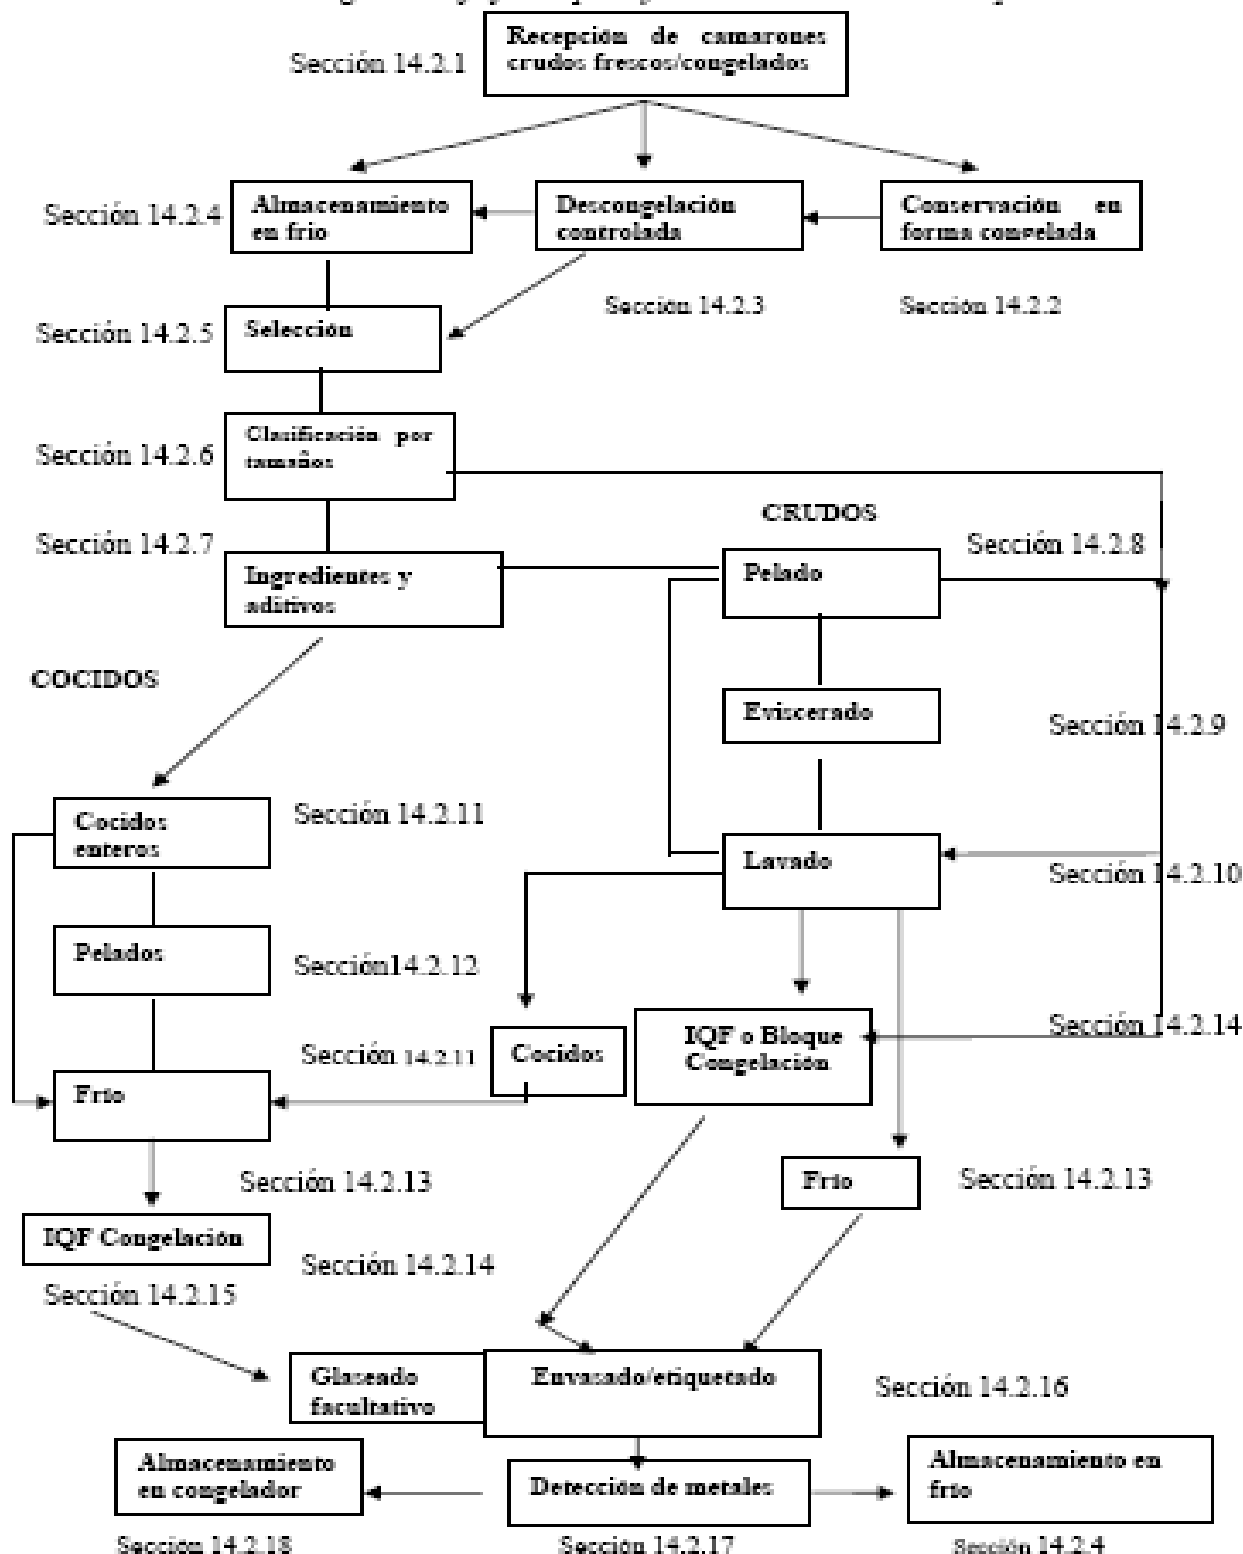 Recepción de camarones
crudos frescos/congelados
Sección 14.2.1
Sección 14.2.4
Almacenamiento
en frío
Descongelación
controlada
Conservación en
forma congelada
Sección 14.2.3
Sección 14.2.2
Sección 14.2.5
Selección
Sección 14.2.6
Clasificación por
tamaños
CRUDOS
Sección 14.2.7
Sección 14.2.8
Ingredientes y
aditivos
Pelado
COCIDOS
Eviscerado
Sección 14.2.9
Cocidos
enteros
Sección 14.2.11
Lavado
Sección 14.2.10
Pelados
Sección14.2.12
Sección 14.2.14
Sección 14.2.11
Cocidos
IQF o Bloque
Congelación
Frío
Sección 14.2.13
Frío
Sección 14.2.13
IQF Congelación
Sección 14.2.14
Sección 14.2.15
Glaseado
facultativo
Envasado/etiquetado
Sección 14.2.16
Almacenamiento
en congelador
Detección de metales
Almacenamiento en
frío
Sección 14.2.18
Sección 14.2.17
Sección 14.2.4